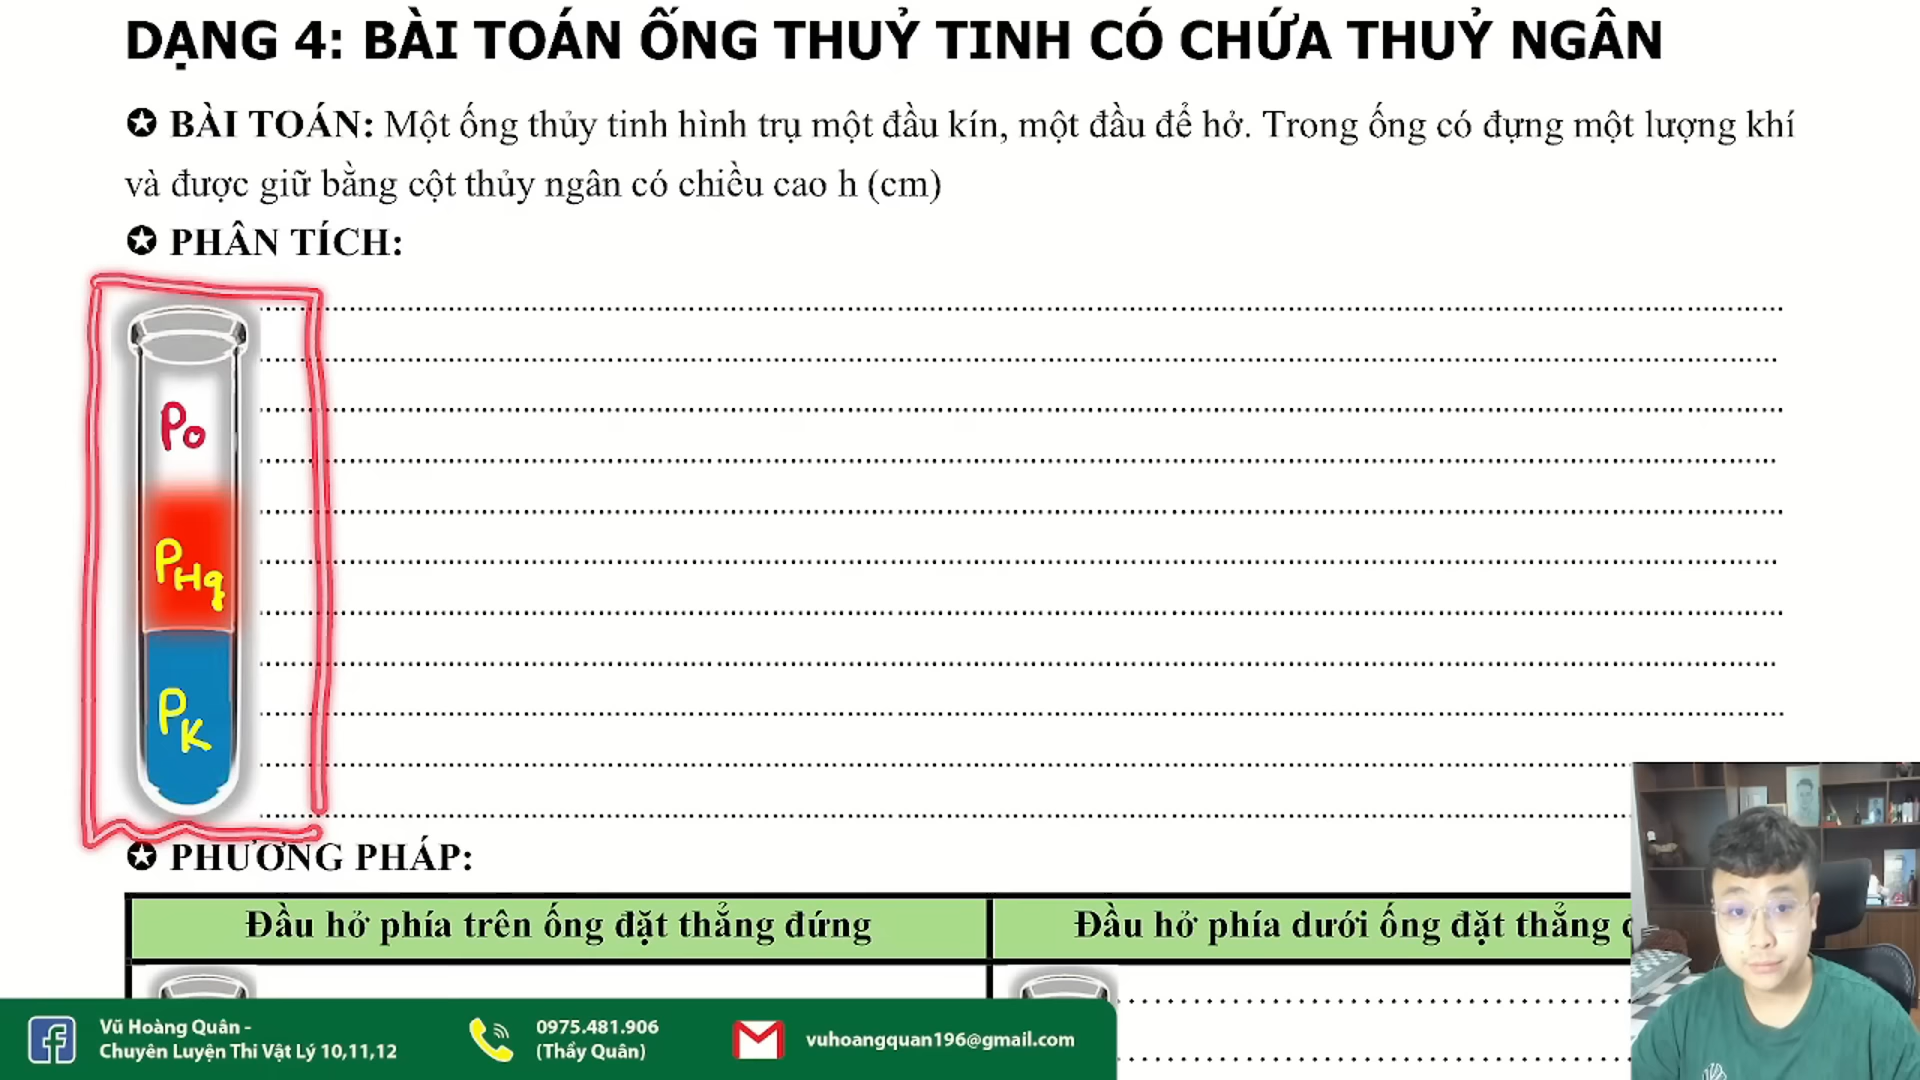 DẠNG 4: BÀI TOÁN ỐNG THUỶ TINH CÓ CHỨA THUỶ NGÂN
✪ BÀI TOÁN: Một ống thủy tinh hình trụ một đầu kín, một đầu để hở. Trong ống có đựng một lượng khí
và được giữ bằng cột thủy ngân có chiều cao h (cm)
✪ PHÂN TÍCH:
Po
PHg
PK
✪ PHƯƠNG PHÁP:
Đầu hở phía trên ống đặt thẳng đứng
Đầu hở phía dưới ống đặt thẳng đ
Vũ Hoàng Quân -
Chuyên Luyện Thi Vật Lý 10,11,12
0975.481.906
(Thầy Quân)
vuhoangquan196@gmail.com